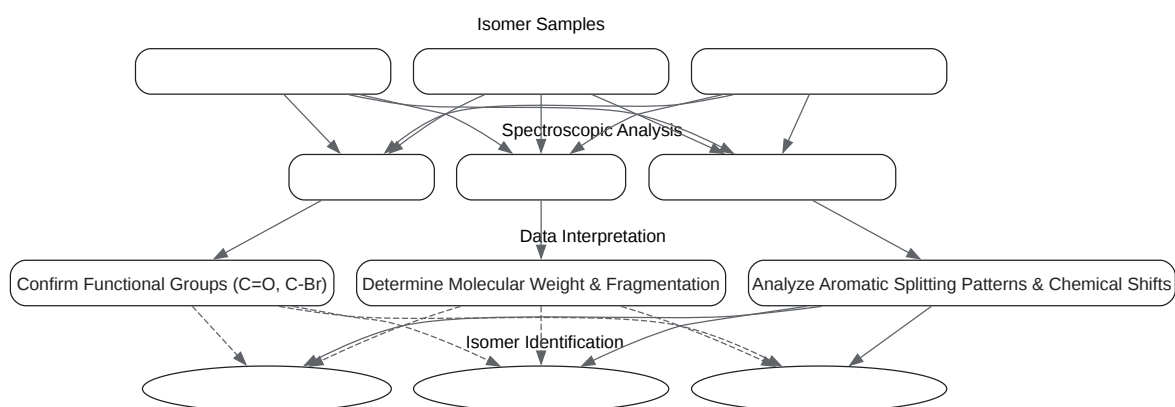 Isomer Samples
Spectroscopic Analysis
Data Interpretation
Confirm Functional Groups (C=O, C-Br)
Determine Molecular Weight & Fragmentation
Analyze Aromatic Splitting Patterns & Chemical Shifts
Isomer Identification